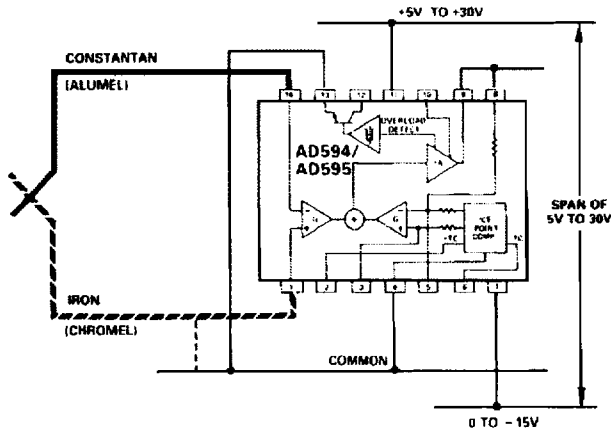 +5V TO +30V
CONSTANTAN
(ALUMEL)
14 13 12 11 10 9 8
OVERLOAD
DETECT
AD594/
AD595
+A
SPAN OF
5V TO 30V
G
+
G
ICE
POINT
COMP.
-TC
+TC
1 2 3 4 5 6 7
IRON
(CHROMEL)
COMMON
0 TO -15V